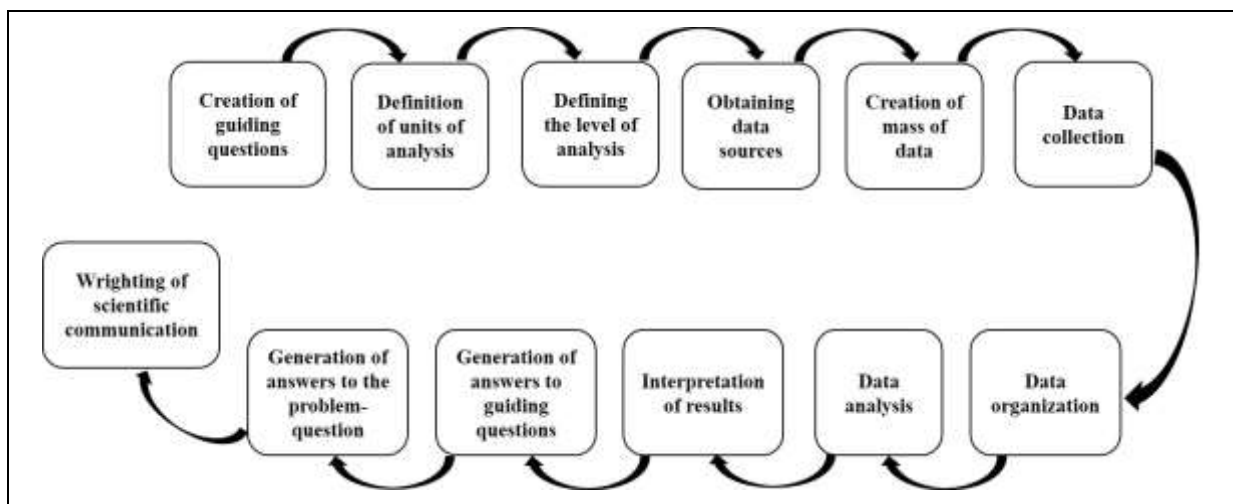 Creation of
guiding
questions
Definition
of units of
analysis
Defining
the level of
analysis
Obtaining
data
sources
Creation of
mass of
data
Data
collection
Data
organization
Data
analysis
Interpretation
of results
Generation of
answers to
guiding
questions
Generation of
answers to the
problem-
question
Wrighting of
scientific
communication